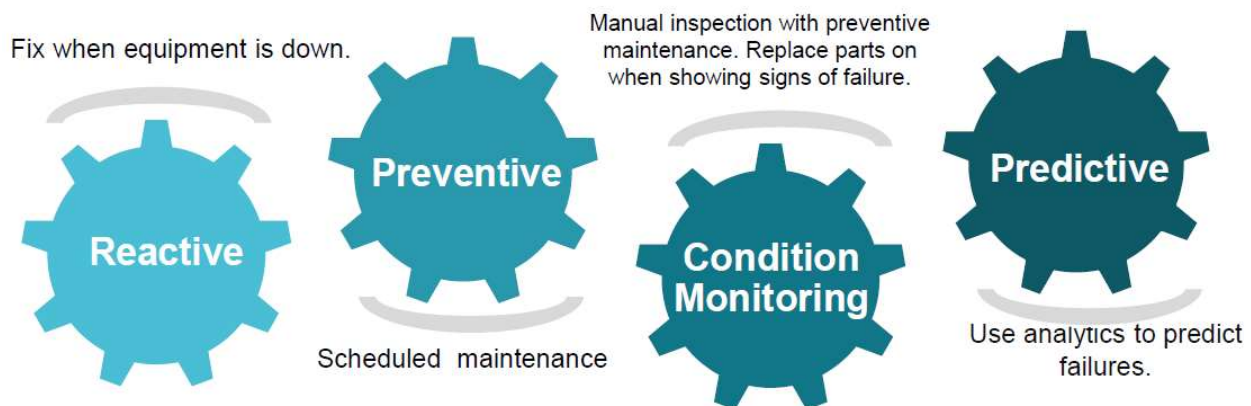 Fix when equipment is down.
Reactive
Preventive
Scheduled maintenance
Manual inspection with preventive
maintenance. Replace parts on
when showing signs of failure.
Condition
Monitoring
Predictive
Use analytics to predict
failures.